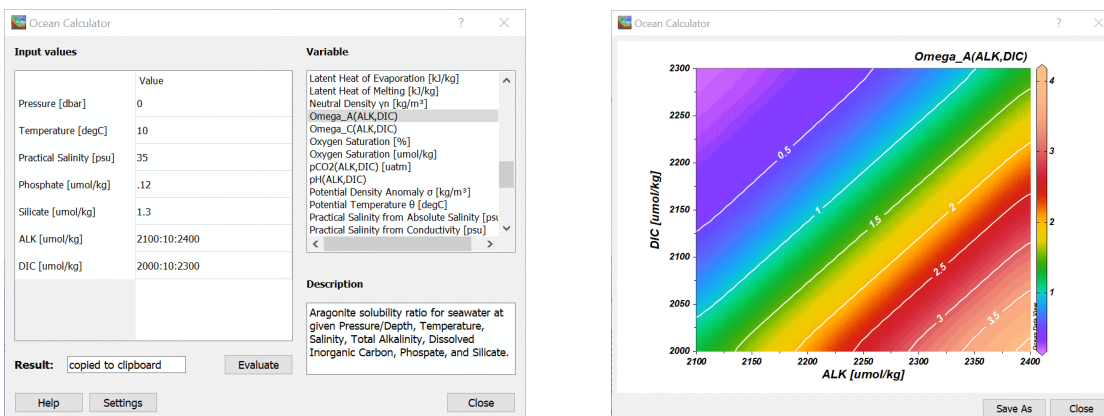 Ocean Calculator
Input values
Value
Pressure [dbar] 0
Temperature [degC] 10
Practical Salinity [psu] 35
Phosphate [umol/kg] .12
Silicate [umol/kg] 1.3
ALK [umol/kg] 2100:10:2400
DIC [umol/kg] 2000:10:2300
Result: copied to clipboard Evaluate
Help Settings
Variable
Latent Heat of Evaporation [kJ/kg]
Latent Heat of Melting [kJ/kg]
Neutral Density γn [kg/m³]
Omega_A(ALK,DIC)
Omega_C(ALK,DIC)
Oxygen Saturation [%]
Oxygen Saturation [umol/kg]
pCO2(ALK,DIC) [uatm]
pH(ALK,DIC)
Potential Density Anomaly σ [kg/m³]
Potential Temperature θ [degC]
Practical Salinity from Absolute Salinity [psu
Practical Salinity from Conductivity [psu]
Description
Aragonite solubility ratio for seawater at
given Pressure/Depth, Temperature,
Salinity, Total Alkalinity, Dissolved
Inorganic Carbon, Phospate, and Silicate.
Close
Ocean Calculator
Omega_A(ALK,DIC)
2300
2250
2200
2150
2100
2050
2000
DIC [umol/kg]
0.5
1
1.5
2
2.5
3
3.5
2100 2150 2200 2250 2300 2350 2400
ALK [umol/kg]
4
3
2
1
Ocean Data View
Save As Close